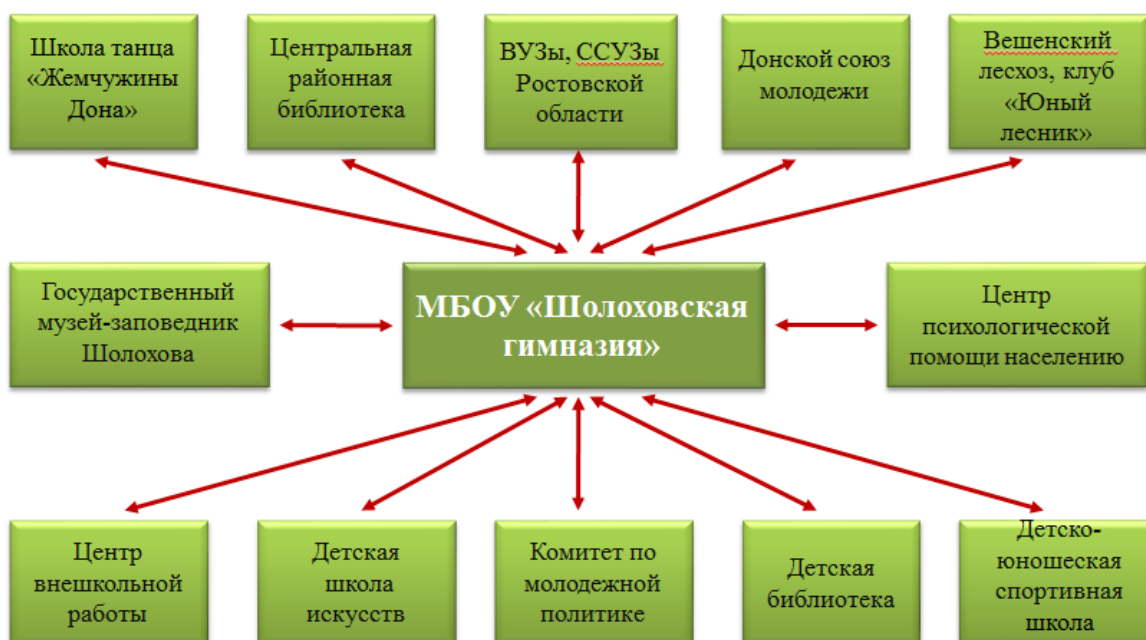 Школа танца
«Жемчужины
Дона»
Центральная
районная
библиотека
ВУЗы, ССУЗы
Ростовской
области
Донской союз
молодежи
Вешенский
лесхоз, клуб
«Юный
лесник»
Государственный
музей-заповедник
Шолохова
МБОУ «Шолоховская
гимназия»
Центр
психологической
помощи населению
Центр
внешкольной
работы
Детская
школа
искусств
Комитет по
молодежной
политике
Детская
библиотека
Детско-
юношеская
спортивная
школа